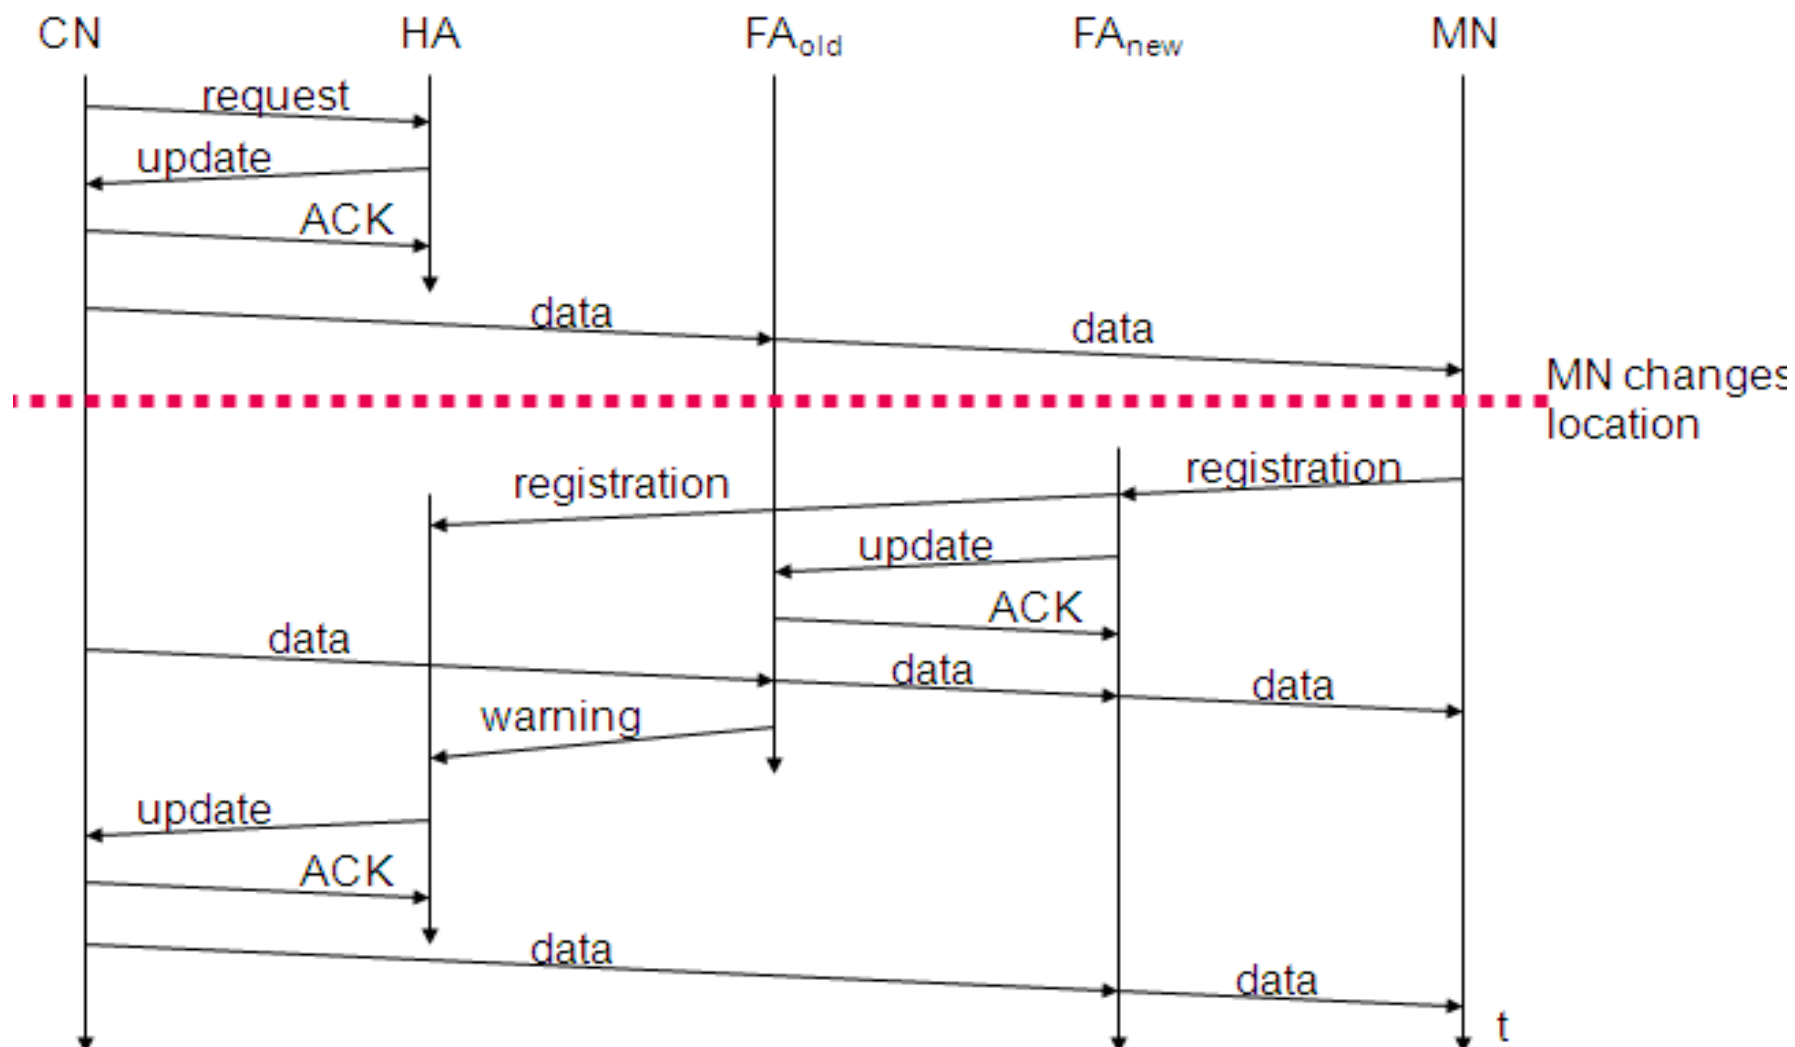 CN HA FAold FAnew MN
request
update
ACK
data
data
MN changes
location
registration
registration
update
ACK
data
data
data
warning
update
ACK
data
data
t